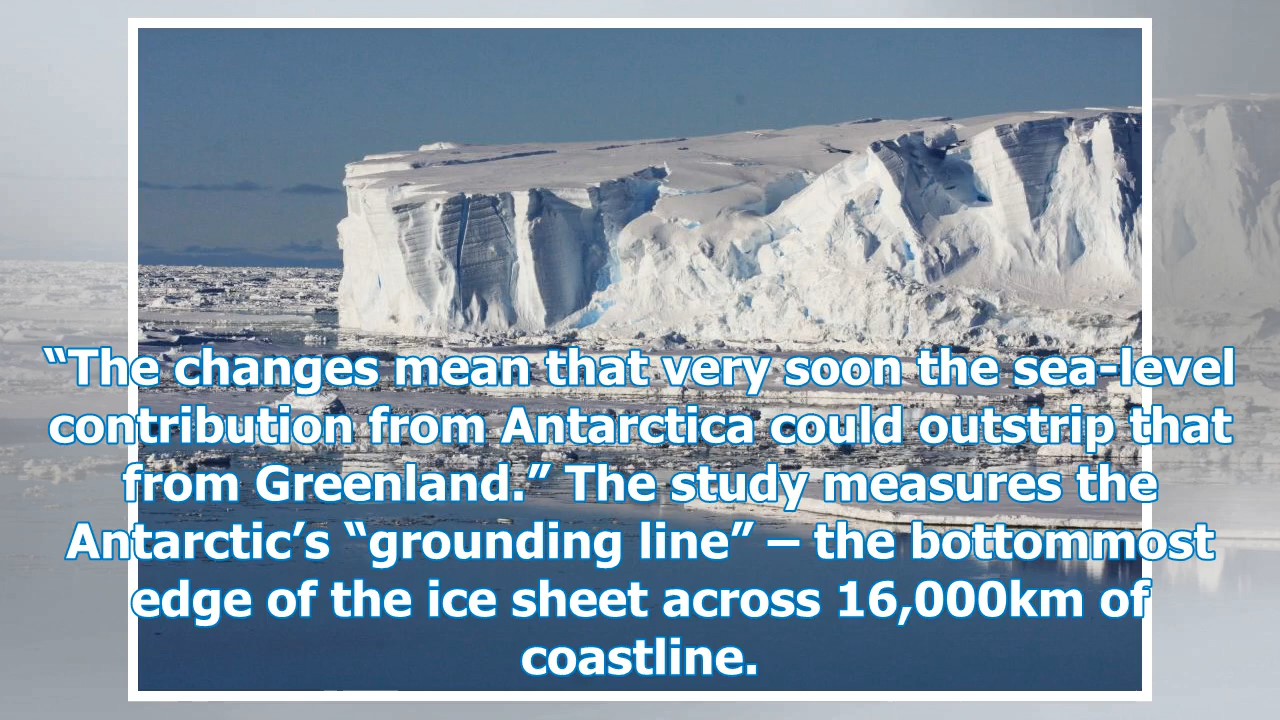 “The changes mean that very soon the sea-level
contribution from Antarctica could outstrip that
from Greenland.” The study measures the
Antarctic’s “grounding line” – the bottommost
edge of the ice sheet across 16,000km of
coastline.